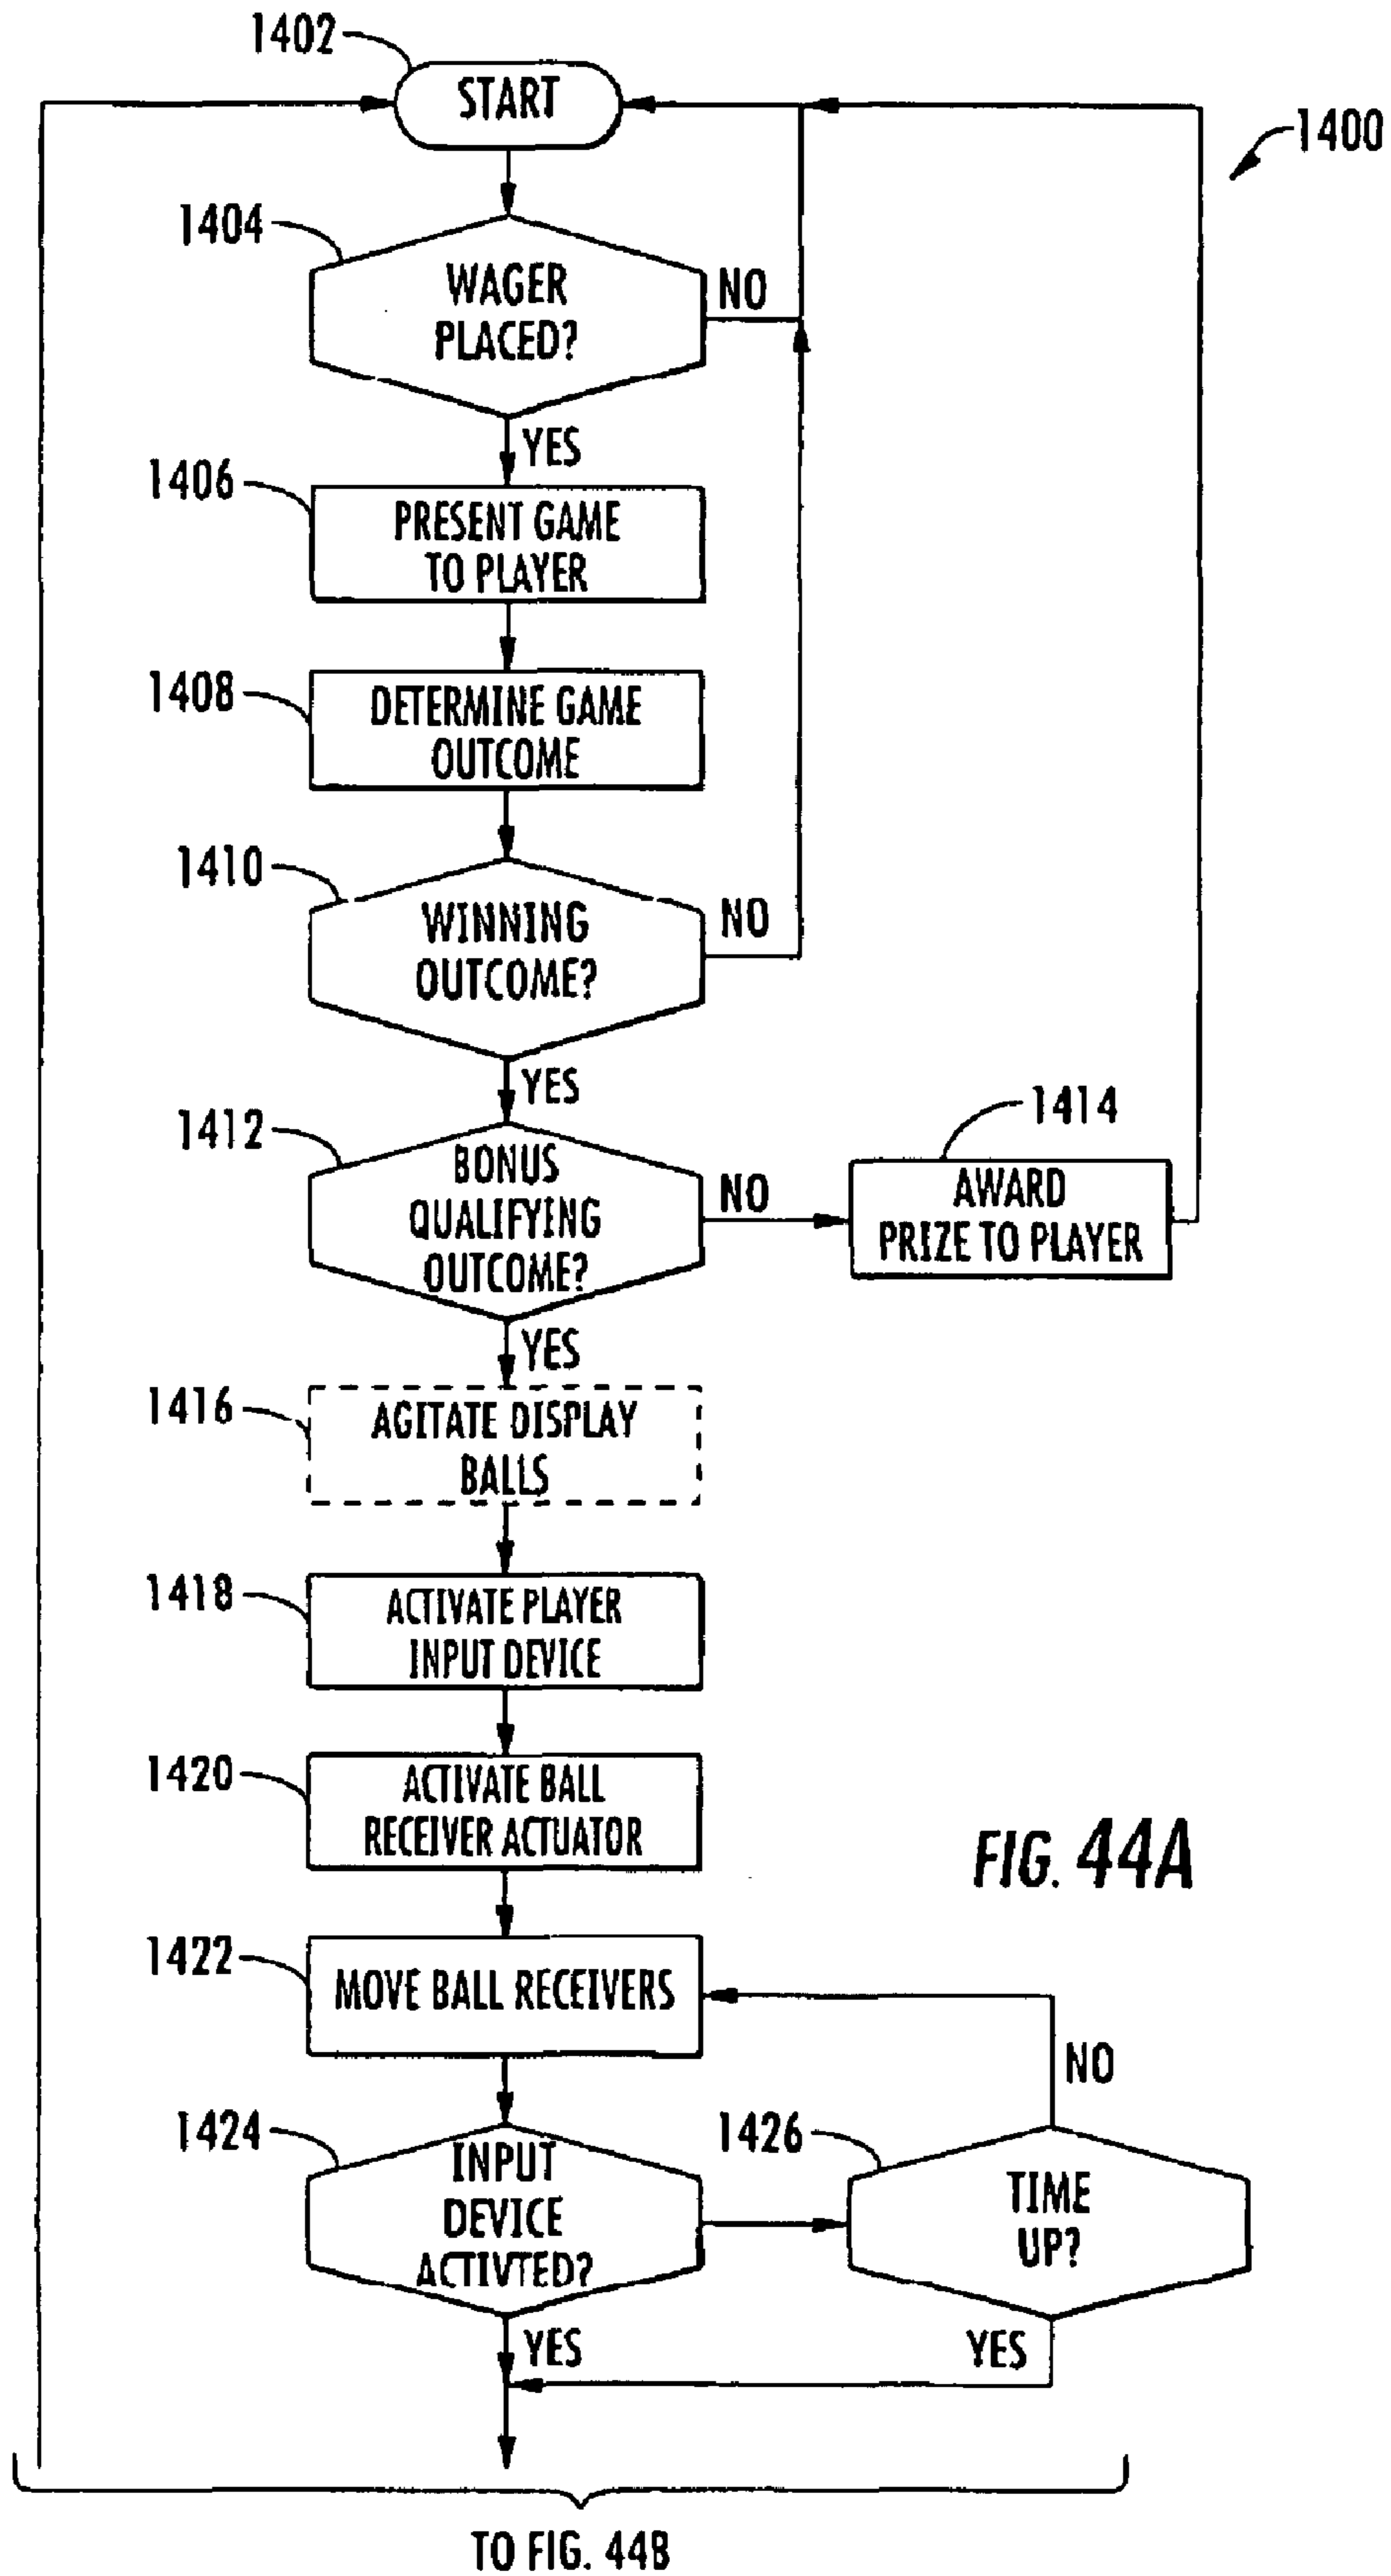 1402
START
1400
1404
WAGER
PLACED?
NO
YES
1406
PRESENT GAME
TO PLAYER
1408
DETERMINE GAME
OUTCOME
1410
WINNING
OUTCOME?
NO
YES
1412
BONUS
QUALIFYING
OUTCOME?
NO
1414
AWARD
PRIZE TO PLAYER
YES
1416
AGITATE DISPLAY
BALLS
1418
ACTIVATE PLAYER
INPUT DEVICE
1420
ACTIVATE BALL
RECEIVER ACTUATOR
FIG. 44A
1422
MOVE BALL RECEIVERS
NO
1424
INPUT
DEVICE
ACTIVTED?
1426
TIME
UP?
YES
YES
TO FIG. 44B